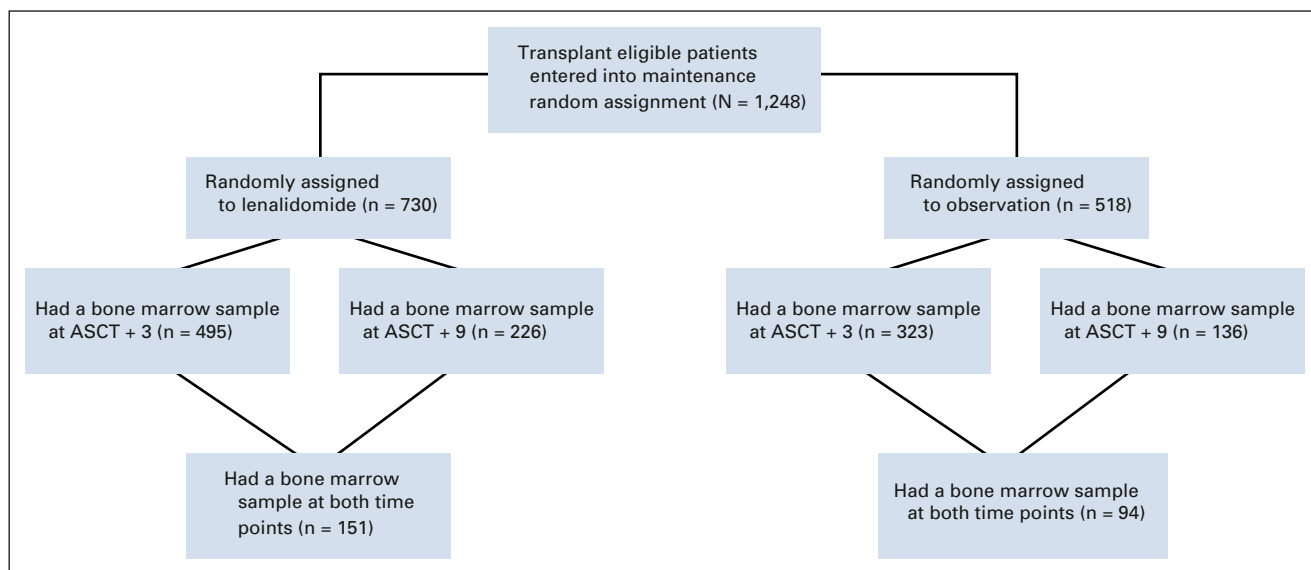 Transplant eligible patients
entered into maintenance
random assignment (N = 1,248)
Randomly assigned
to lenalidomide (n = 730)
Randomly assigned
to observation (n = 518)
Had a bone marrow sample
at ASCT + 3 (n = 495)
Had a bone marrow sample
at ASCT + 9 (n = 226)
Had a bone marrow sample
at ASCT + 3 (n = 323)
Had a bone marrow sample
at ASCT + 9 (n = 136)
Had a bone marrow
sample at both time
points (n = 151)
Had a bone marrow sample
at both time points (n = 94)